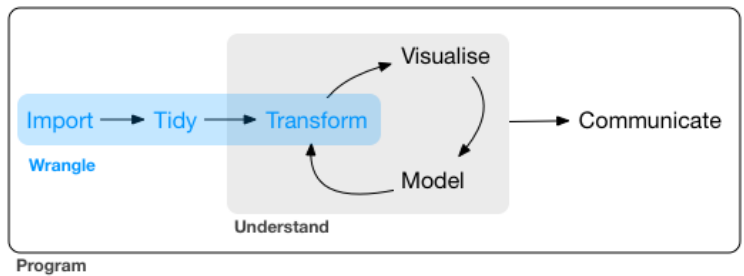 Visualise
Import
Tidy
Transform
Communicate
Wrangle
Model
Understand
Program